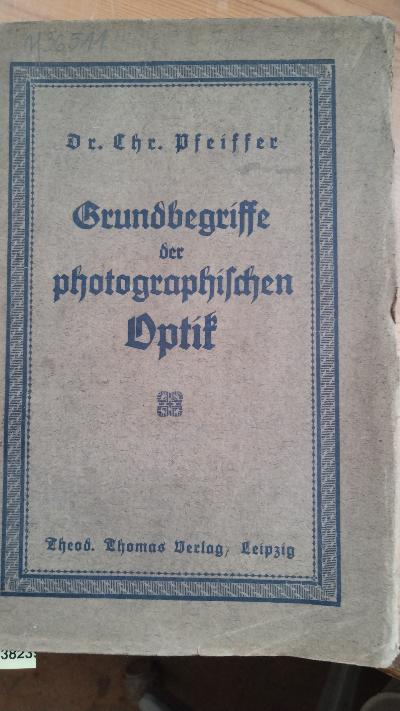 Dr. Chr. Pfeiffer
Grundbegriffe
der
photographischen
Optik
Theod. Thomas Verlag, Leipzig